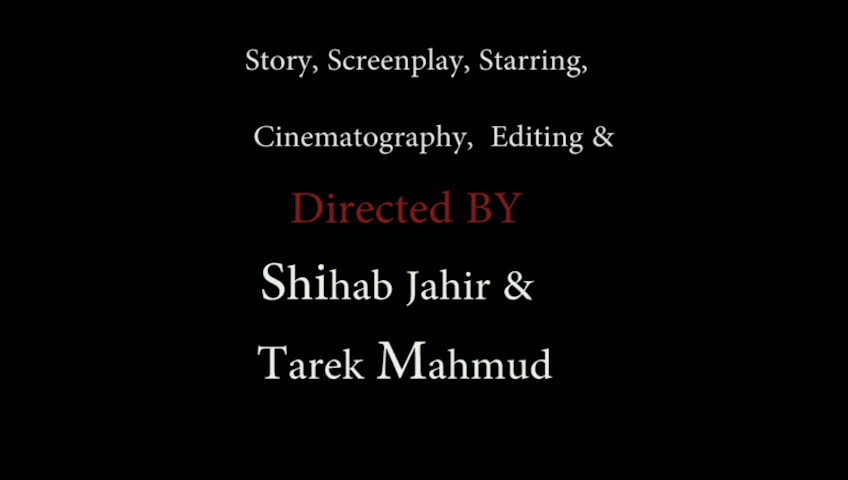 Story, Screenplay, Starring,
Cinematography, Editing &
Directed BY
Shihab Jahir &
Tarek Mahmud